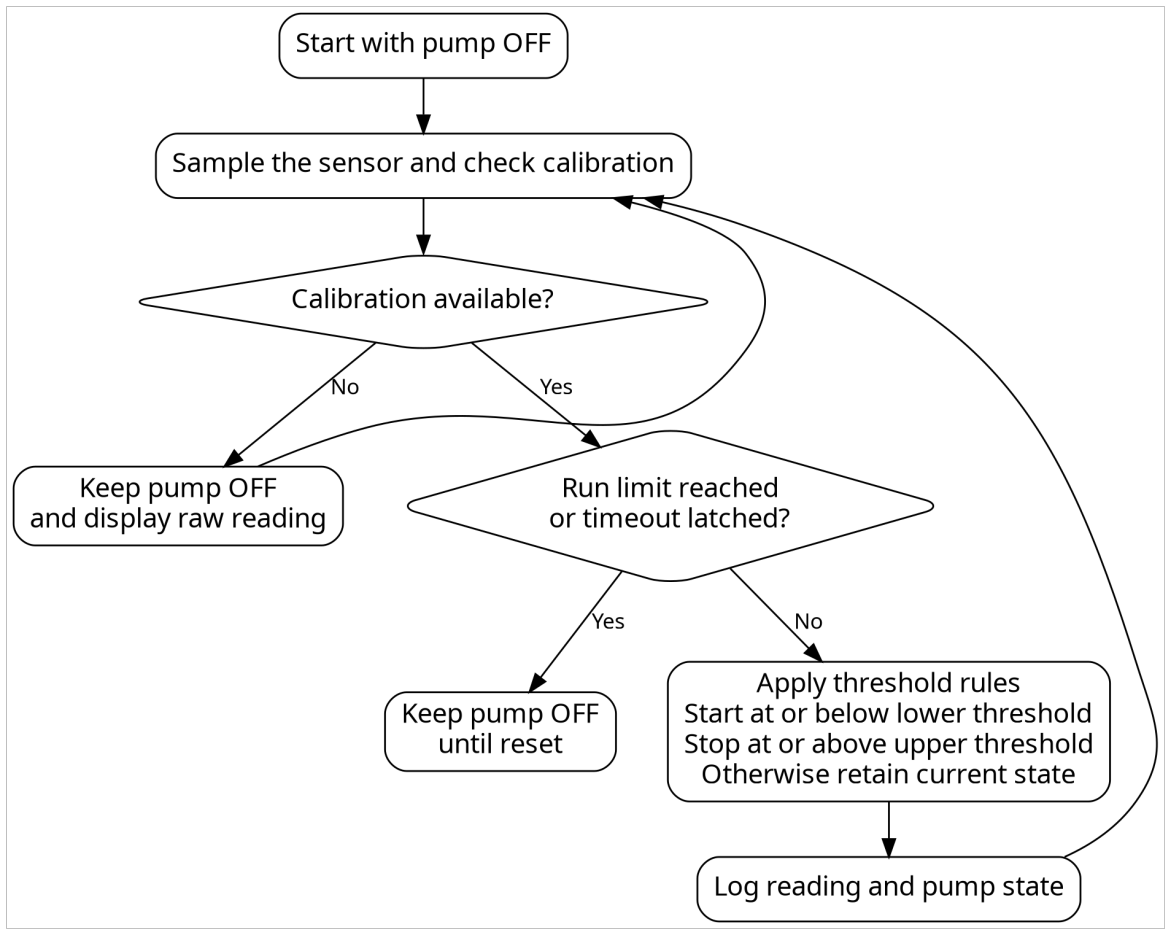 Start with pump OFF
Sample the sensor and check calibration
Calibration available?
No
Yes
Keep pump OFF
and display raw reading
Run limit reached
or timeout latched?
Yes
No
Keep pump OFF
until reset
Apply threshold rules
Start at or below lower threshold
Stop at or above upper threshold
Otherwise retain current state
Log reading and pump state